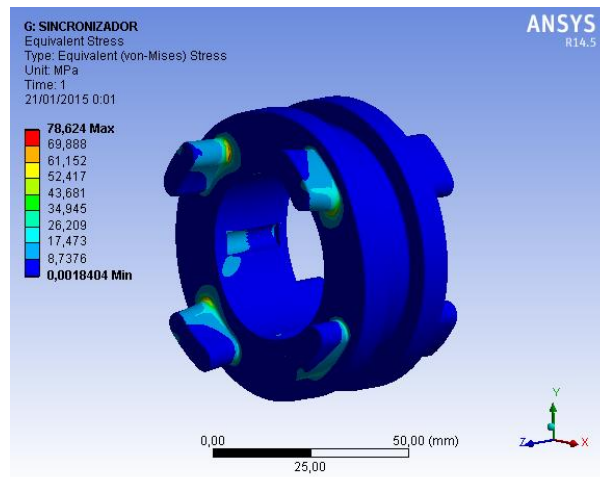 G: SINCRONIZADOR
Equivalent Stress
Type: Equivalent (von-Mises) Stress
Unit: MPa
Time: 1
21/01/2015 0:01
ANSYS
R14.5
78,624 Max
69,888
61,152
52,417
43,681
34,945
26,209
17,473
8,7376
0,0018404 Min
0,00
50,00 (mm)
25,00
Y
Z
X